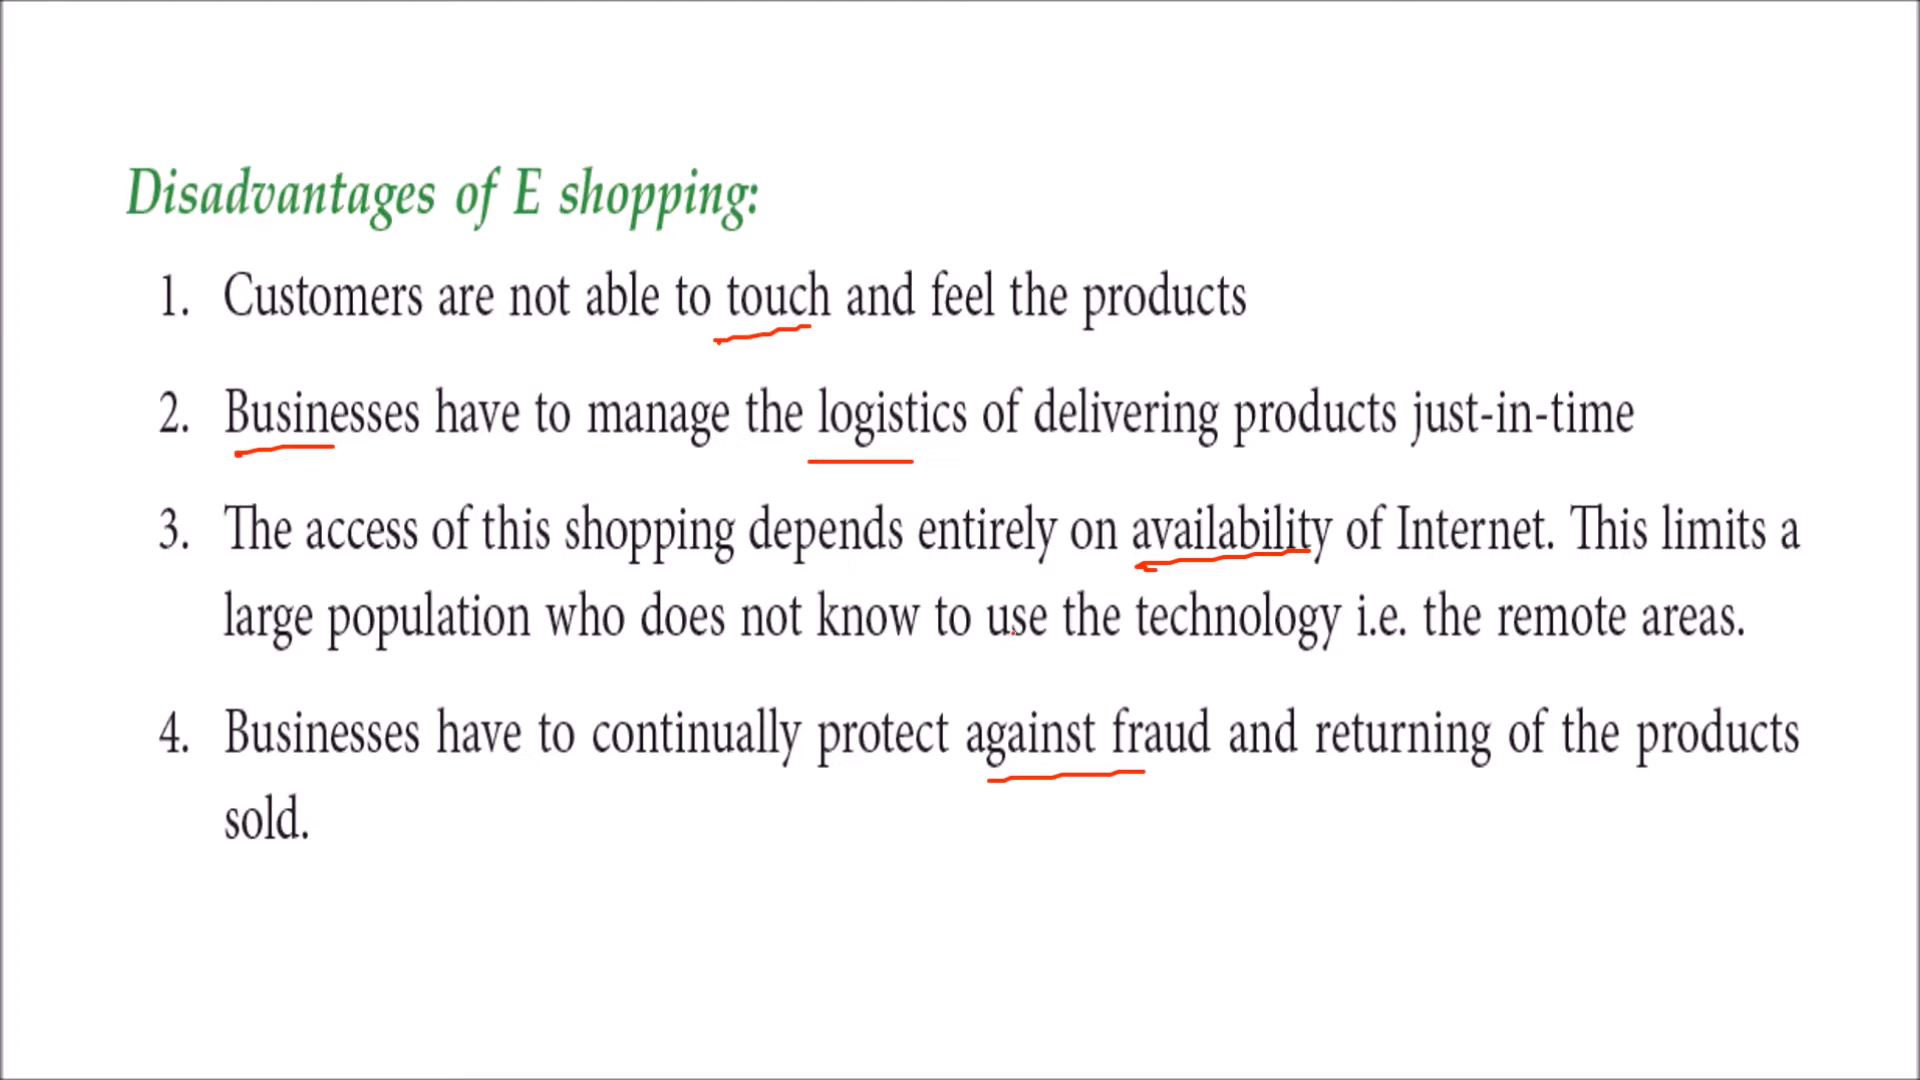 Disadvantages of E shopping:
1. Customers are not able to touch and feel the products
2. Businesses have to manage the logistics of delivering products just-in-time
3. The access of this shopping depends entirely on availability of Internet. This limits a
large population who does not know to use the technology i.e. the remote areas.
4. Businesses have to continually protect against fraud and returning of the products
sold.